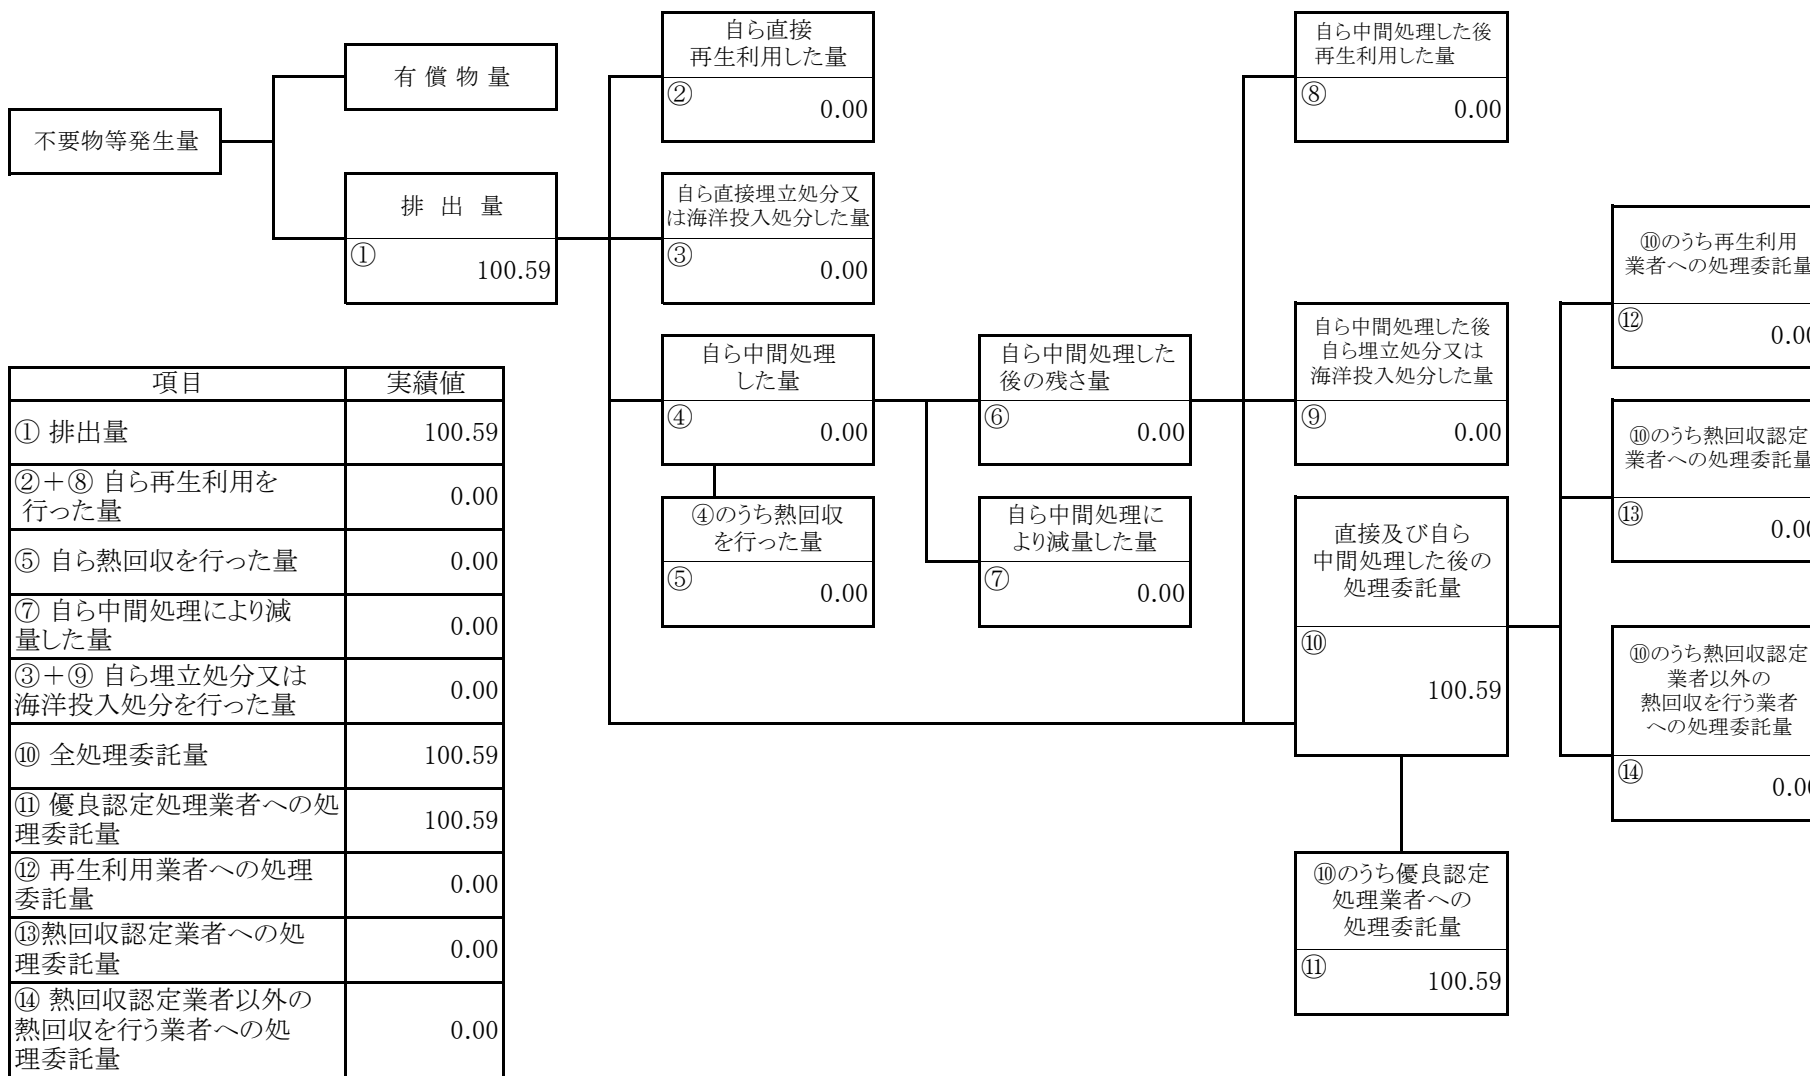 不要物等発生量
有 償 物 量
排 出 量
①
100.59
自ら直接
再生利用した量
②
0.00
自ら直接埋立処分又
は海洋投入処分した量
③
0.00
自ら中間処理
した量
④
0.00
④のうち熱回収
を行った量
⑤
0.00
自ら中間処理した
後の残さ量
⑥
0.00
自ら中間処理に
より減量した量
⑦
0.00
自ら中間処理した後
再生利用した量
⑧
0.00
自ら中間処理した後
自ら埋立処分又は
海洋投入処分した量
⑨
0.00
直接及び自ら
中間処理した後の
処理委託量
⑩
100.59
⑩のうち優良認定
処理業者への
処理委託量
⑪
100.59
⑩のうち再生利用
業者への処理委託量
⑫
0.00
⑩のうち熱回収認定
業者への処理委託量
⑬
0.00
⑩のうち熱回収認定
業者以外の
熱回収を行う業者
への処理委託量
⑭
0.00
項目 実績値
① 排出量 100.59
②＋⑧ 自ら再生利用を
行った量 0.00
⑤ 自ら熱回収を行った量 0.00
⑦ 自ら中間処理により減
量した量 0.00
③＋⑨ 自ら埋立処分又は
海洋投入処分を行った量 0.00
⑩ 全処理委託量 100.59
⑪ 優良認定処理業者への処
理委託量 100.59
⑫ 再生利用業者への処理
委託量 0.00
⑬熱回収認定業者への処
理委託量 0.00
⑭ 熱回収認定業者以外の
熱回収を行う業者への処 0.00
理委託量